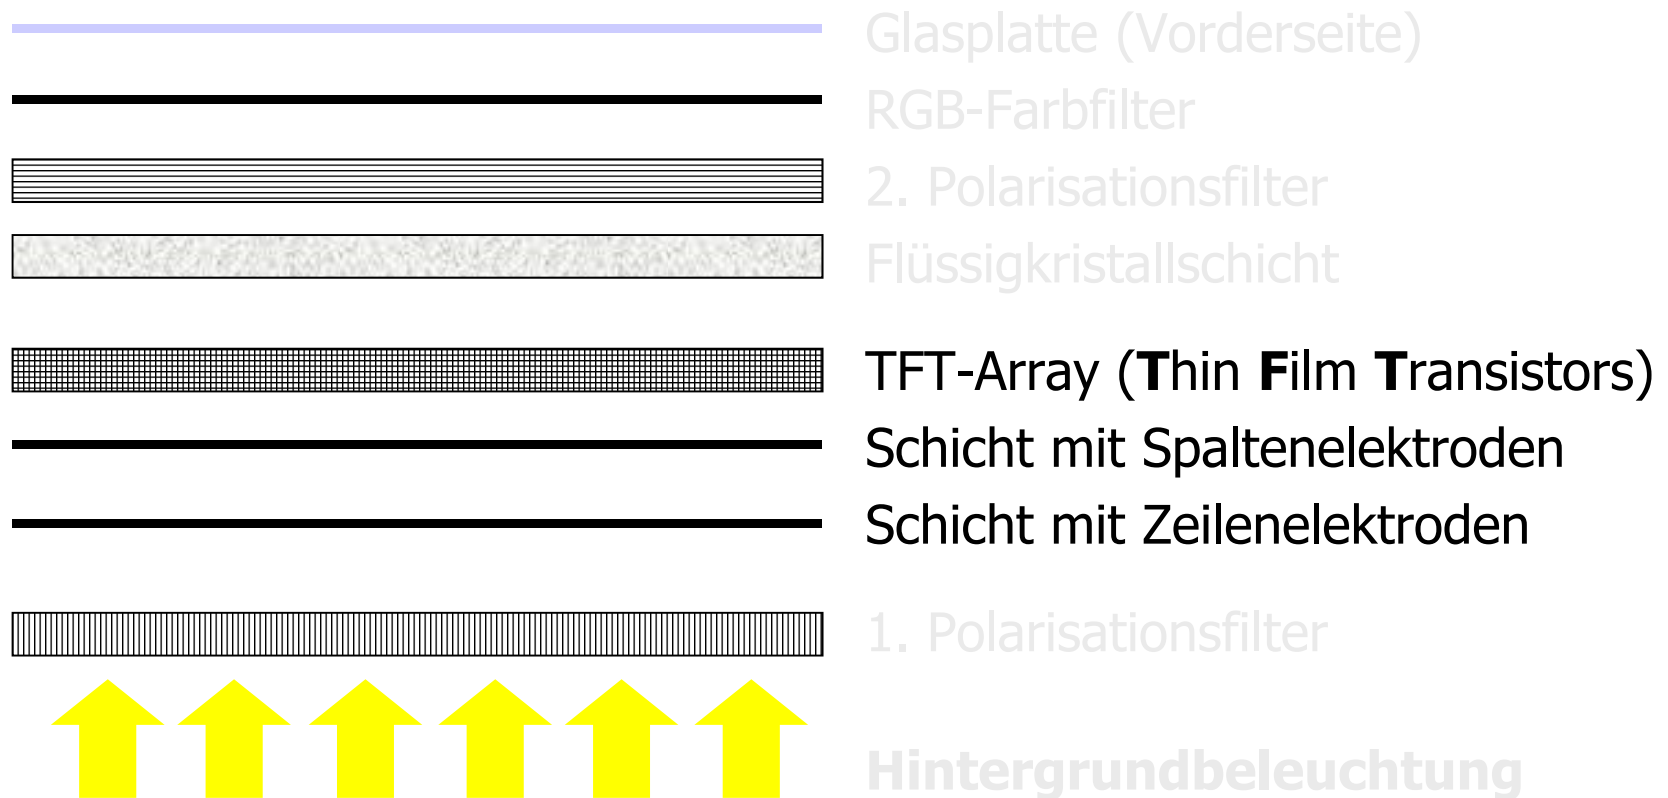 Glasplatte (Vorderseite)
RGB-Farbfilter
2. Polarisationsfilter
Flüssigkristallschicht
TFT-Array (Thin Film Transistors)
Schicht mit Spaltenelektroden
Schicht mit Zeilenelektroden
1. Polarisationsfilter
Hintergrundbeleuchtung